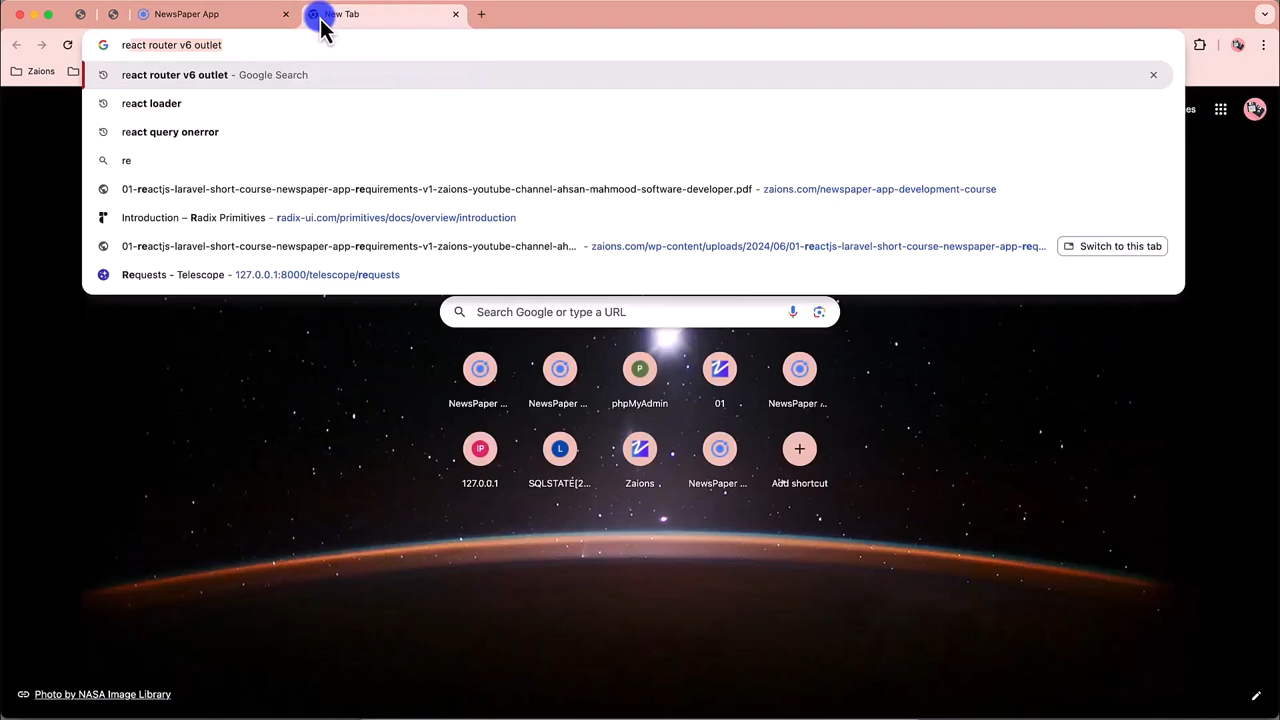 NewsPaper App
New Tab
react router v6 outlet
Zaions
react router v6 outlet - Google Search
react loader
react query onerror
re
01-reactjs-laravel-short-course-newspaper-app-requirements-v1-zaions-youtube-channel-ahsan-mahmood-software-developer.pdf - zaions.com/newspaper-app-development-course
Introduction – Radix Primitives - radix-ui.com/primitives/docs/overview/introduction
01-reactjs-laravel-short-course-newspaper-app-requirements-v1-zaions-youtube-channel-ah... - zaions.com/wp-content/uploads/2024/06/01-reactjs-laravel-short-course-newspaper-app-req... Switch to this tab
Requests - Telescope - 127.0.0.1:8000/telescope/requests
Search Google or type a URL
NewsPaper ... NewsPaper ... phpMyAdmin 01 NewsPaper ...
127.0.0.1 SQLSTATE[2... Zaions NewsPaper ... Add shortcut
Photo by NASA Image Library